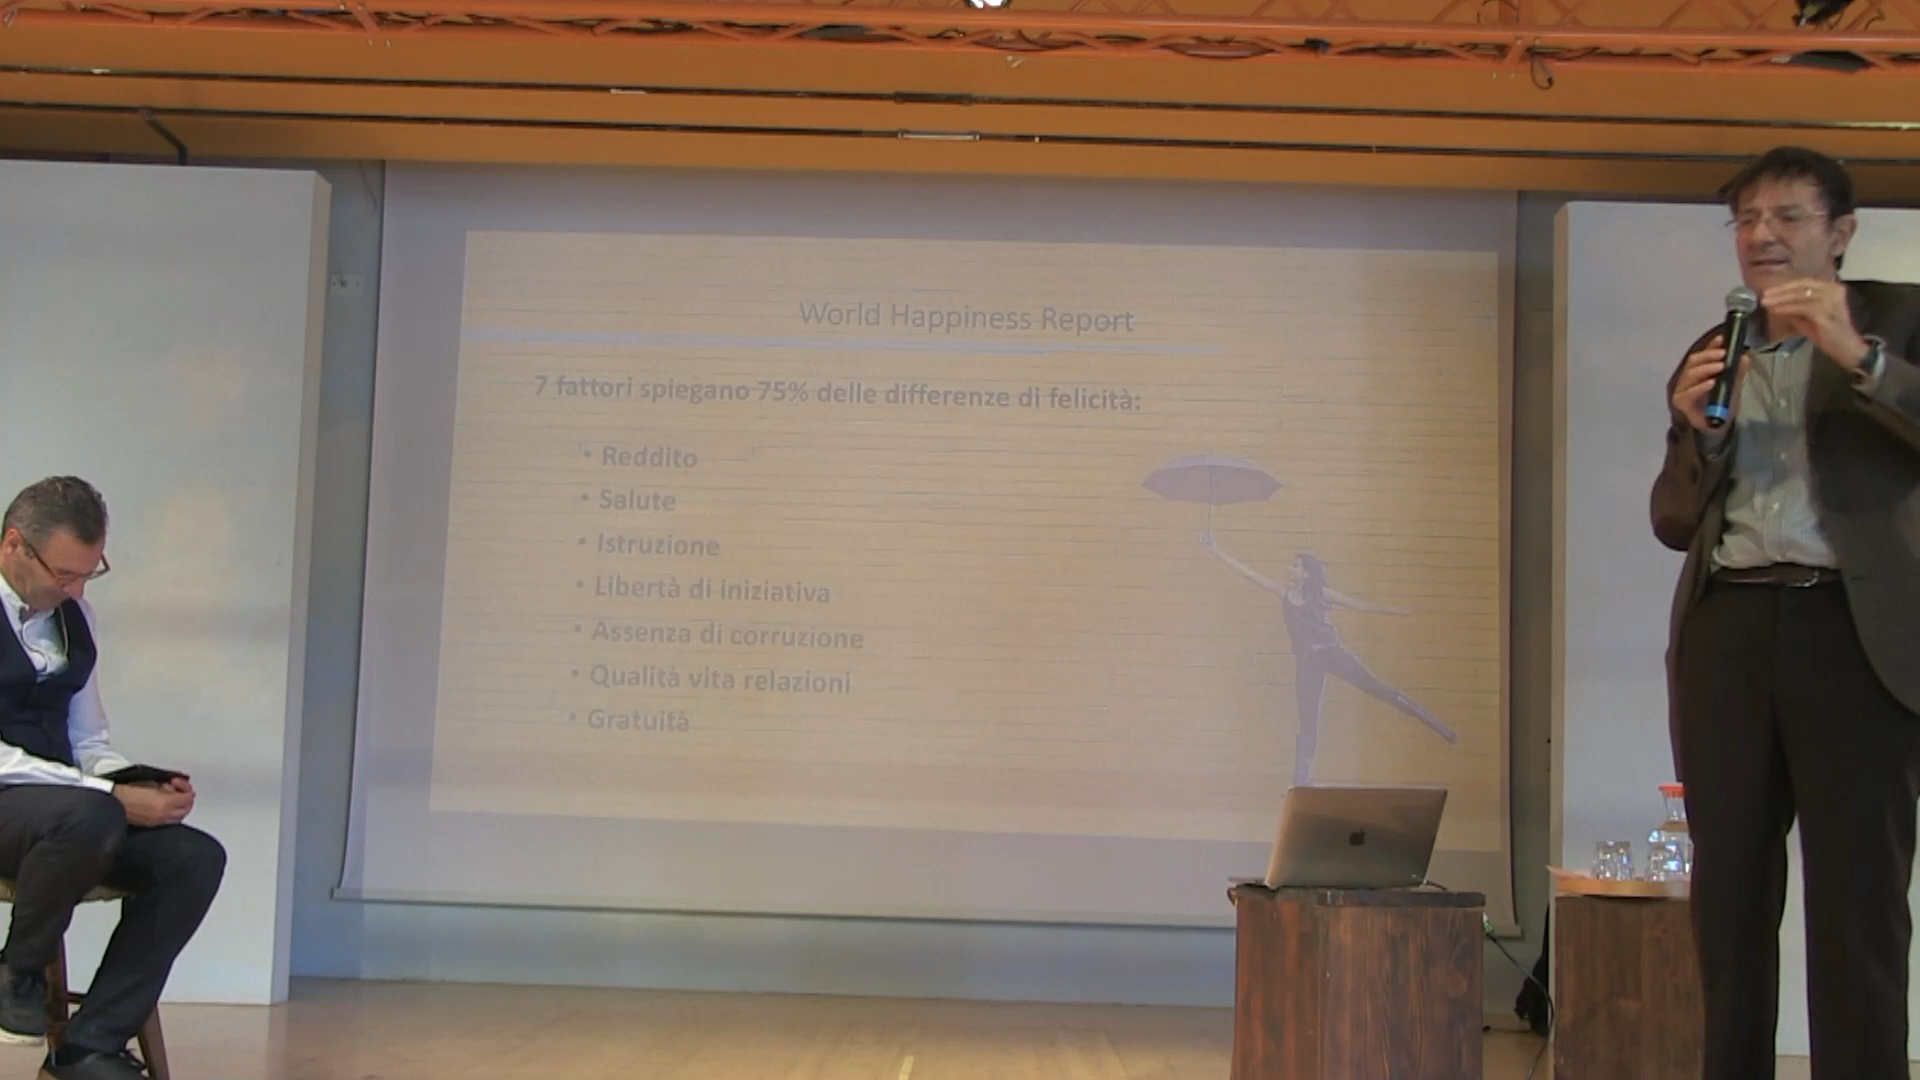 World Happiness Report
7 fattori spiegano 75% delle differenze di felicità:
• Reddito
• Salute
• Istruzione
• Libertà di iniziativa
• Assenza di corruzione
• Qualità vita relazioni
• Gratuità